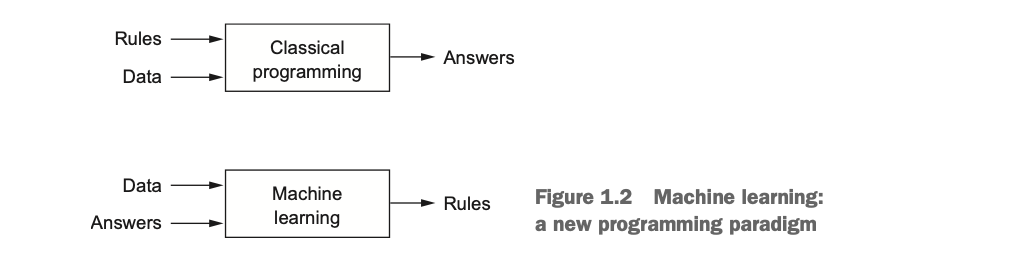 Rules
Data
Classical
programming
Answers
Data
Answers
Machine
learning
Rules
Figure 1.2 Machine learning:
a new programming paradigm